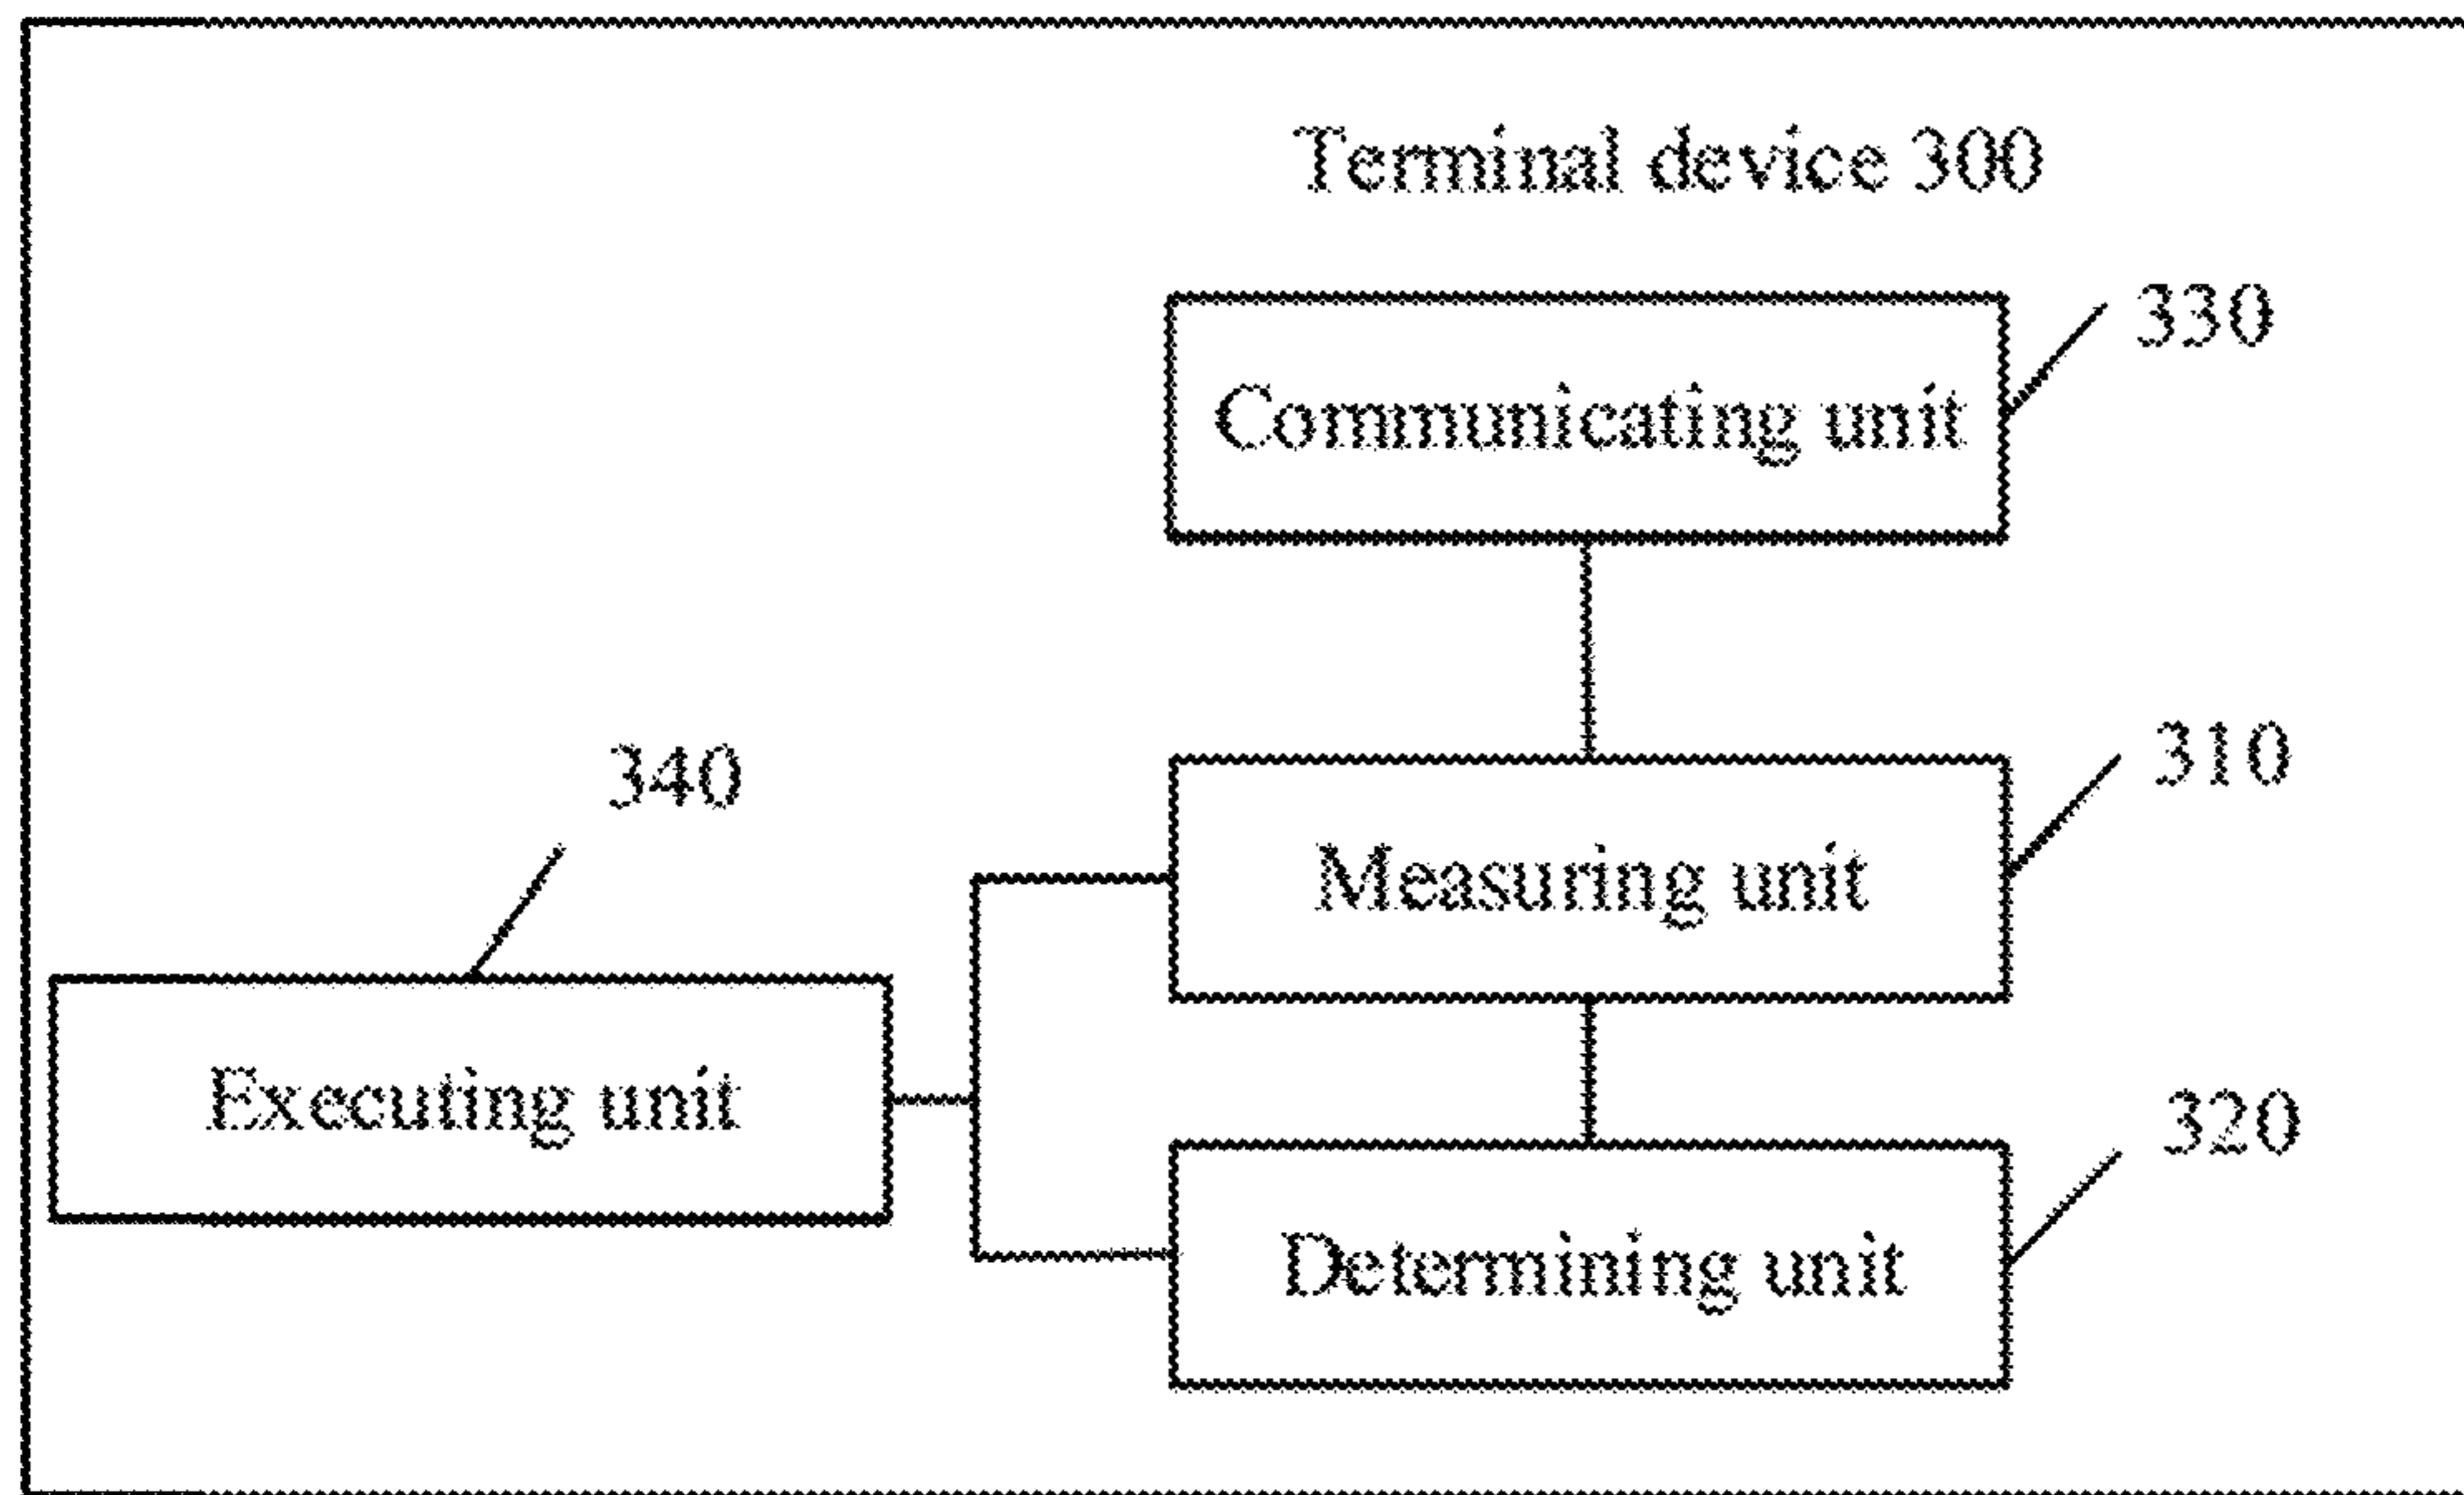 Terminal device 300
330
Communicating unit
310
340
Measuring unit
Executing unit
320
Determining unit